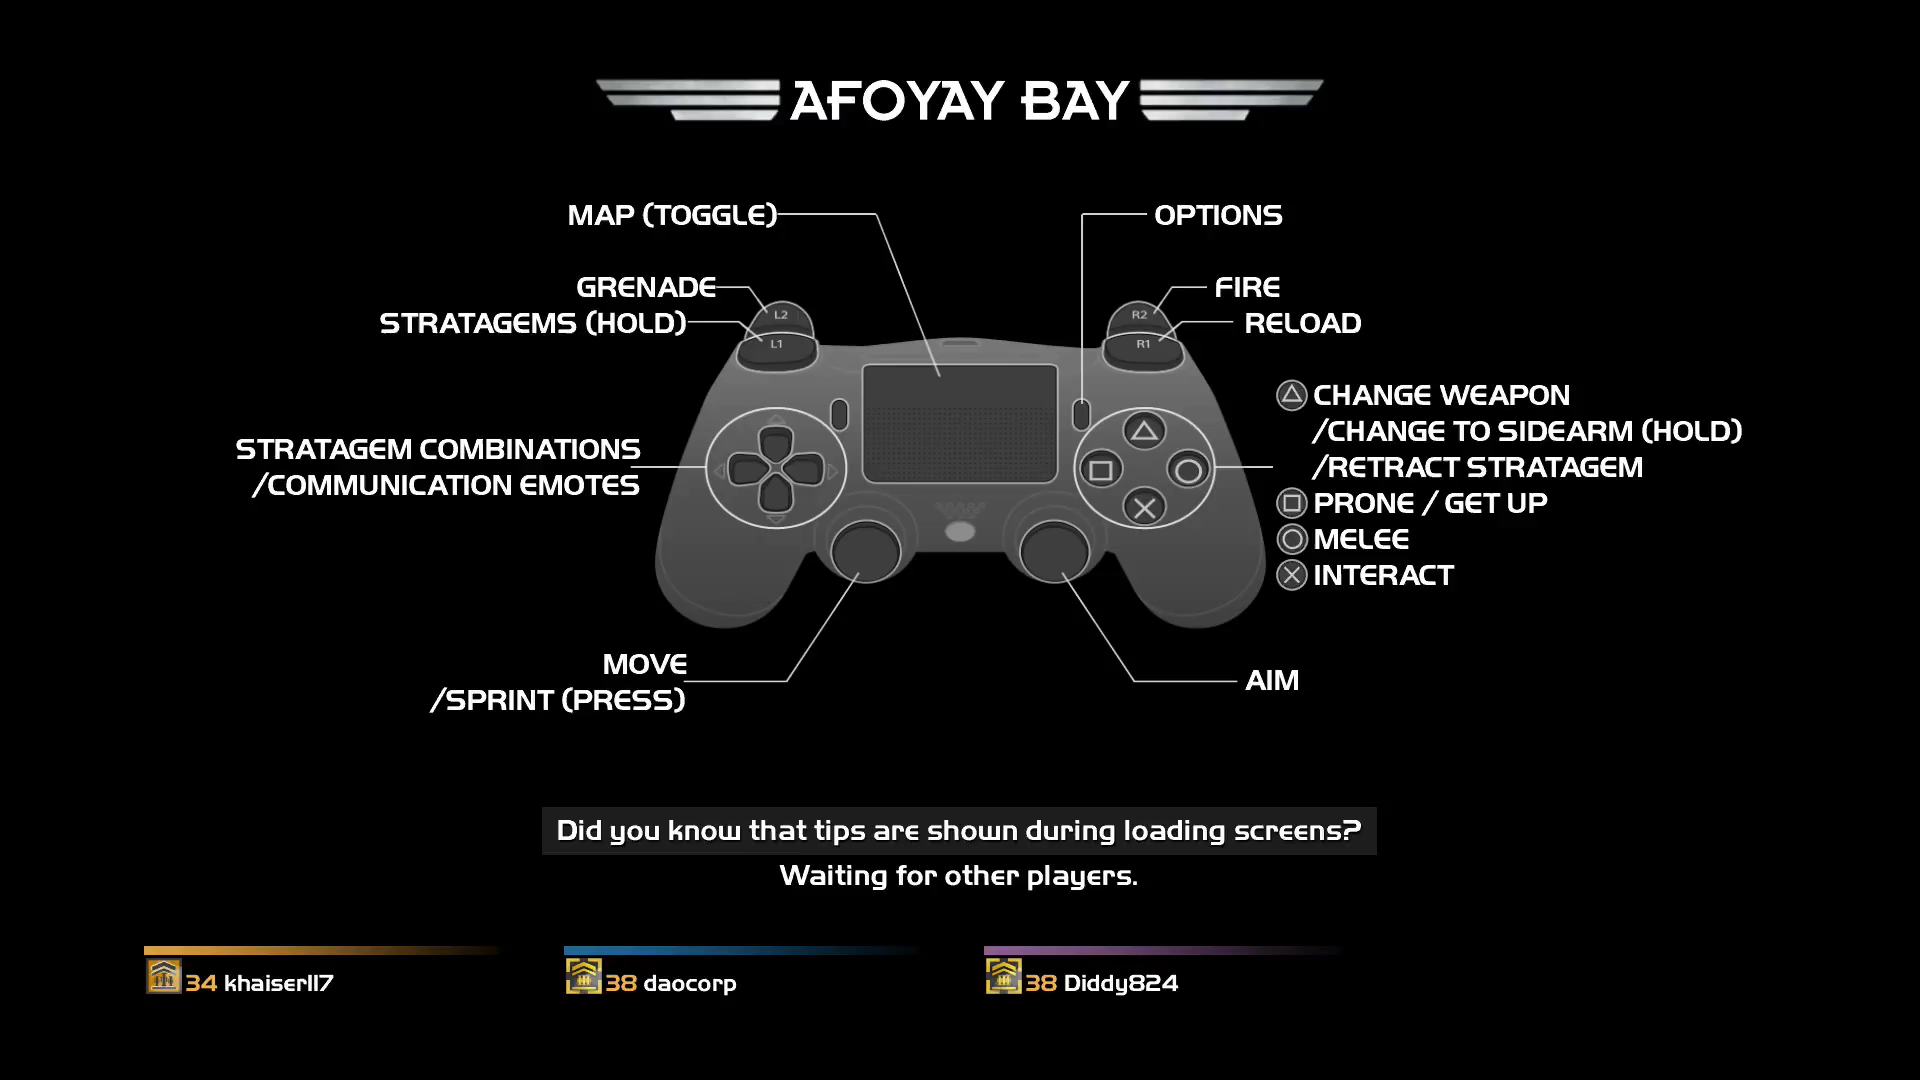 AFOYAY BAY
MAP (TOGGLE)
OPTIONS
GRENADE
FIRE
STRATAGEMS (HOLD)
RELOAD
L2
R2
L1
R1
CHANGE WEAPON
/CHANGE TO SIDEARM (HOLD)
/RETRACT STRATAGEM
PRONE / GET UP
MELEE
INTERACT
STRATAGEM COMBINATIONS
/COMMUNICATION EMOTES
MOVE
/SPRINT (PRESS)
AIM
Did you know that tips are shown during loading screens?
Waiting for other players.
34 khaiser117
38 daocorp
38 Diddy824